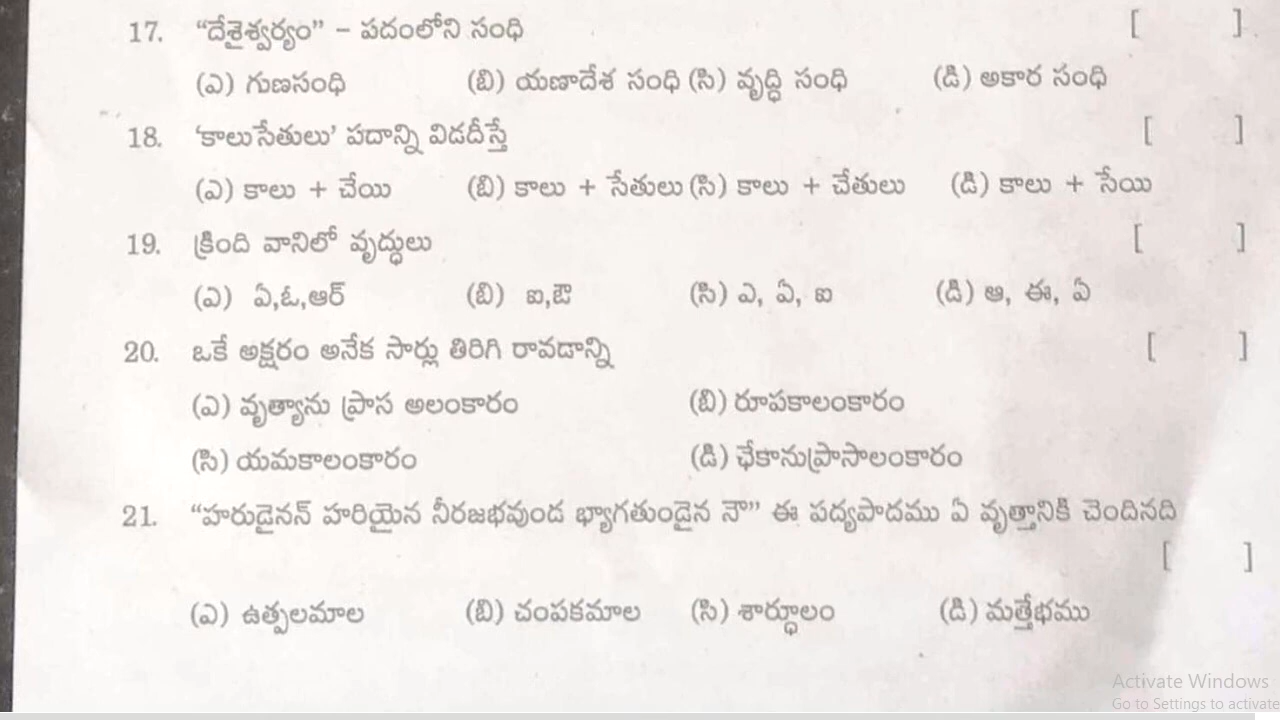 17. “దేశైశ్వర్యం” – పదంలోని సంధి [ ]
(ఎ) గుణసంధి (బి) యణాదేశ సంధి (సి) వృద్ధి సంధి (డి) అకార సంధి
18. ‘కాలుసేతులు’ పదాన్ని విడదీస్తే [ ]
(ఎ) కాలు + చేయి (బి) కాలు + సేతులు (సి) కాలు + చేతులు (డి) కాలు + సేయి
19. క్రింది వానిలో వృద్ధులు [ ]
(ఎ) ఏ,ఓ,ఆర్ (బి) ఐ,ఔ (సి) ఎ, ఏ, ఐ (డి) ఆ, ఈ, ఏ
20. ఒకే అక్షరం అనేక సార్లు తిరిగి రావడాన్ని [ ]
(ఎ) వృత్యాను ప్రాస అలంకారం (బి) రూపకాలంకారం
(సి) యమకాలంకారం (డి) ఛేకానుప్రాసాలంకారం
21. “హరుడైనన్ హరియైన నీరజభవుండ భ్యాగతుండైన నౌ” ఈ పద్యపాదము ఏ వృత్తానికి చెందినది
[ ]
(ఎ) ఉత్పలమాల (బి) చంపకమాల (సి) శార్ధూలం (డి) మత్తేభము
Activate Windows
Go to Settings to activate